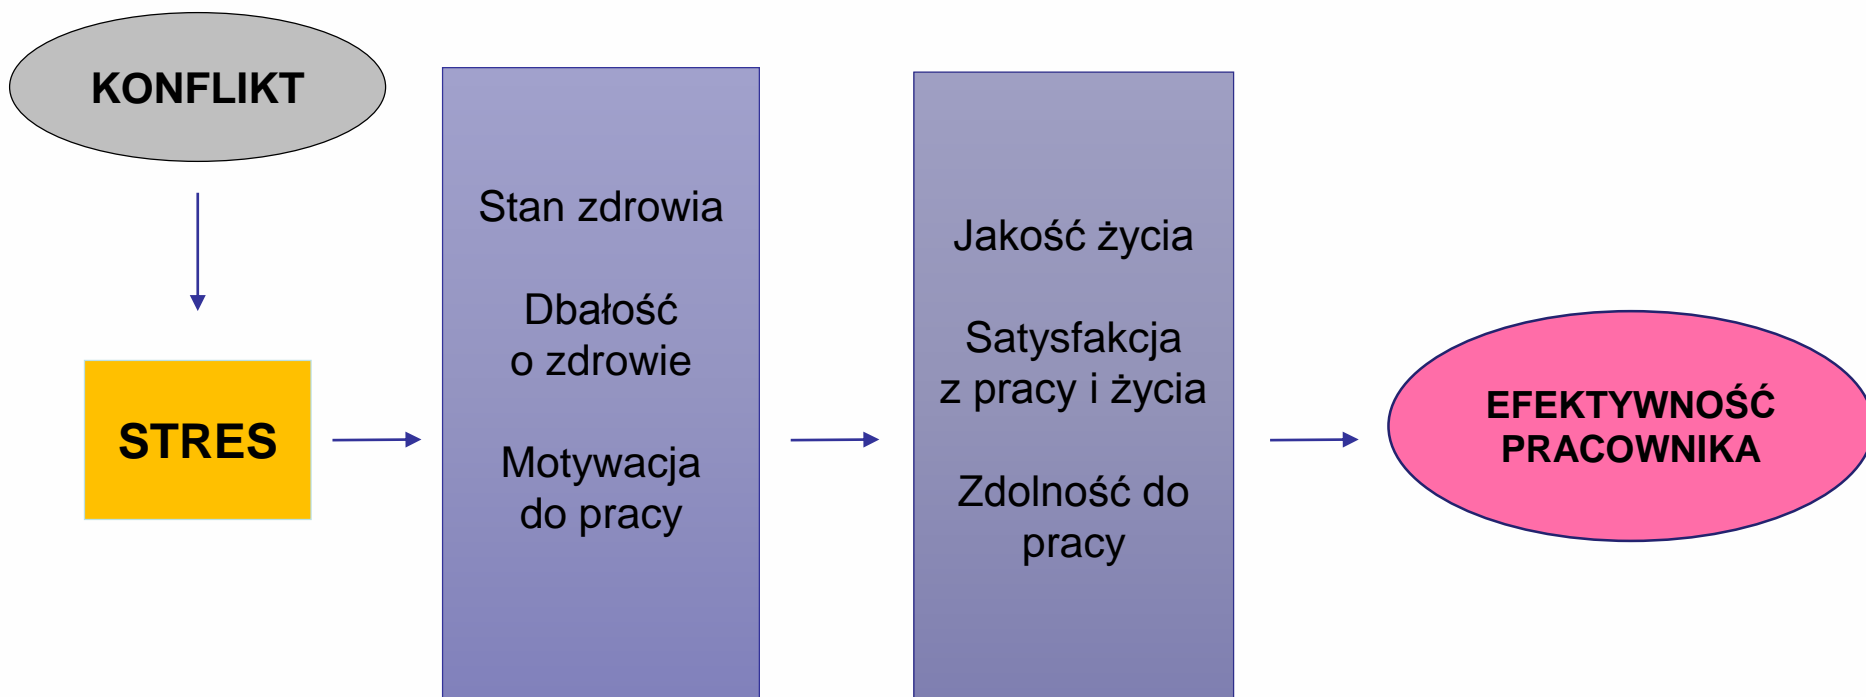 KONFLIKT
STRES
Stan zdrowia
Dbałość
o zdrowie
Motywacja
do pracy
Jakość życia
Satysfakcja
z pracy i życia
Zdolność do
pracy
EFEKTYWNOŚĆ
PRACOWNIKA